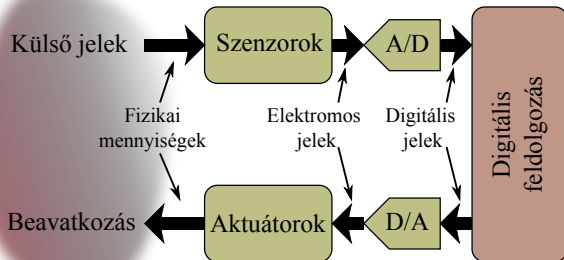 Külső jelek
Szenzorok
A/D
Fizikai
mennyiségek
Elektromos
jelek
Digitális
jelek
Digitális
feldolgozás
Beavatkozás
Aktuátorok
D/A